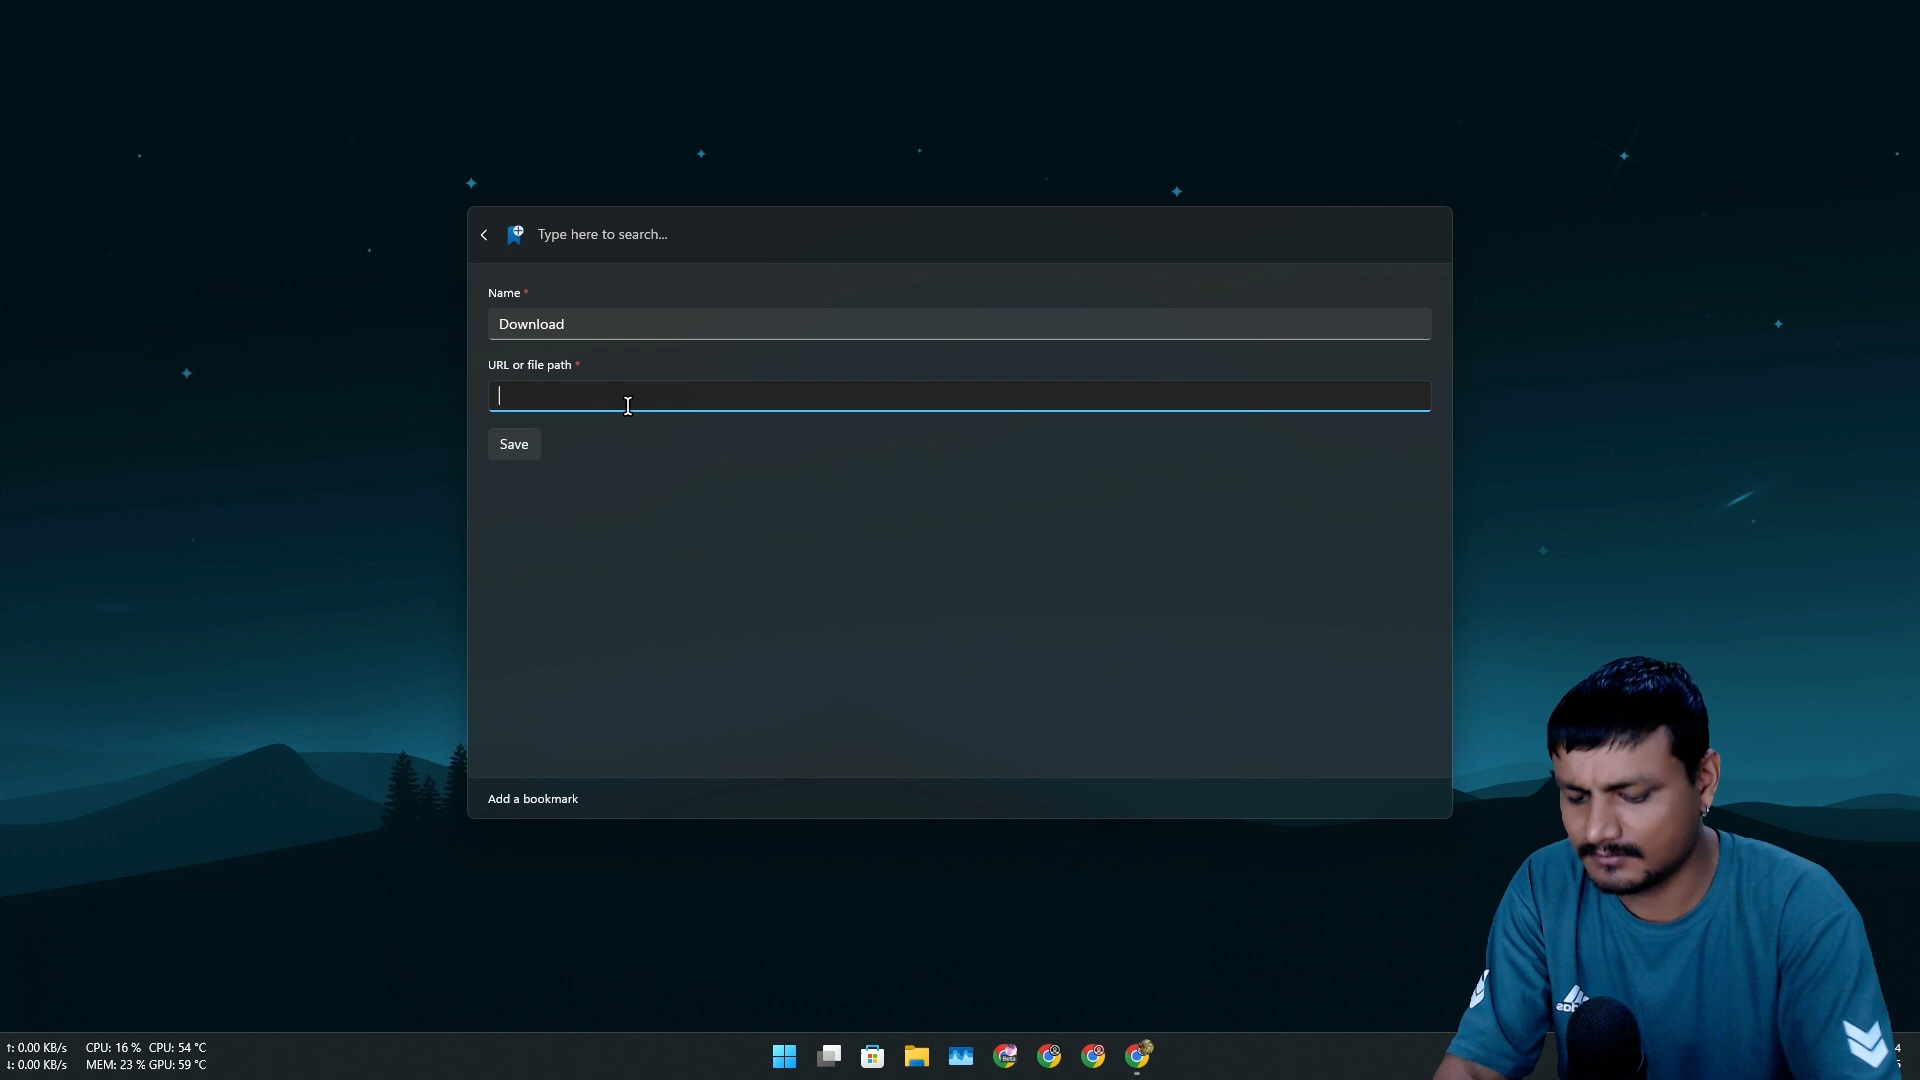 Type here to search...
Name *
Download
URL or file path *
Save
Add a bookmark
↑: 0.00 KB/s CPU: 16 % CPU: 54 °C
↓: 0.00 KB/s MEM: 23 % GPU: 59 °C
Beta